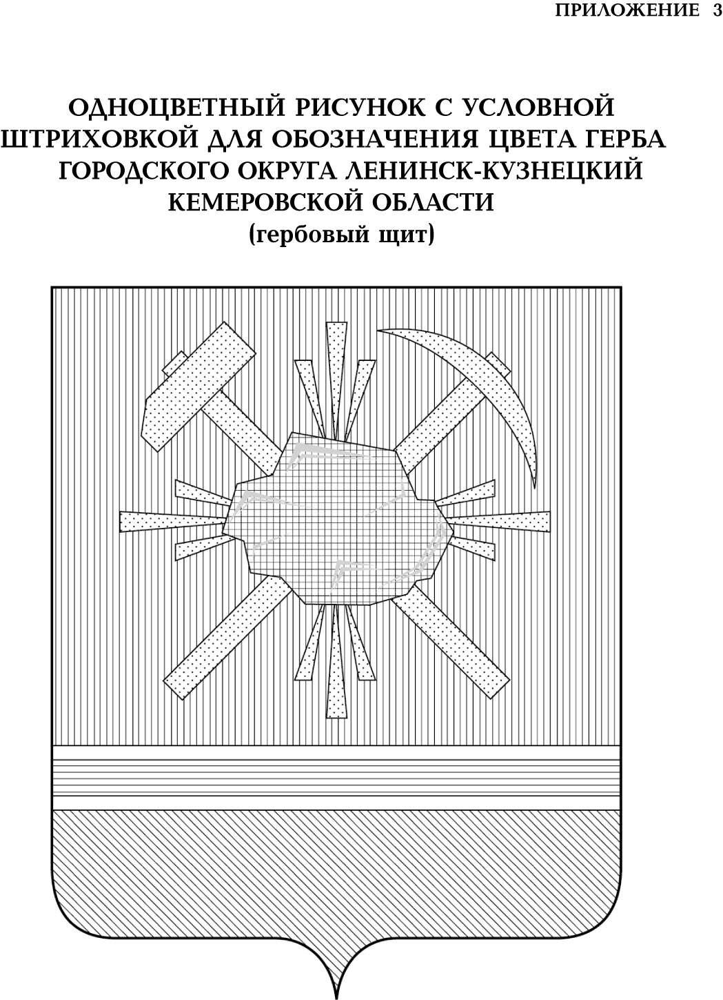 ПРИЛОЖЕНИЕ 3
ОДНОЦВЕТНЫЙ РИСУНОК С УСЛОВНОЙ
ШТРИХОВКОЙ ДЛЯ ОБОЗНАЧЕНИЯ ЦВЕТА ГЕРБА
ГОРОДСКОГО ОКРУГА ЛЕНИНСК-КУЗНЕЦКИЙ
КЕМЕРОВСКОЙ ОБЛАСТИ
(гербовый щит)